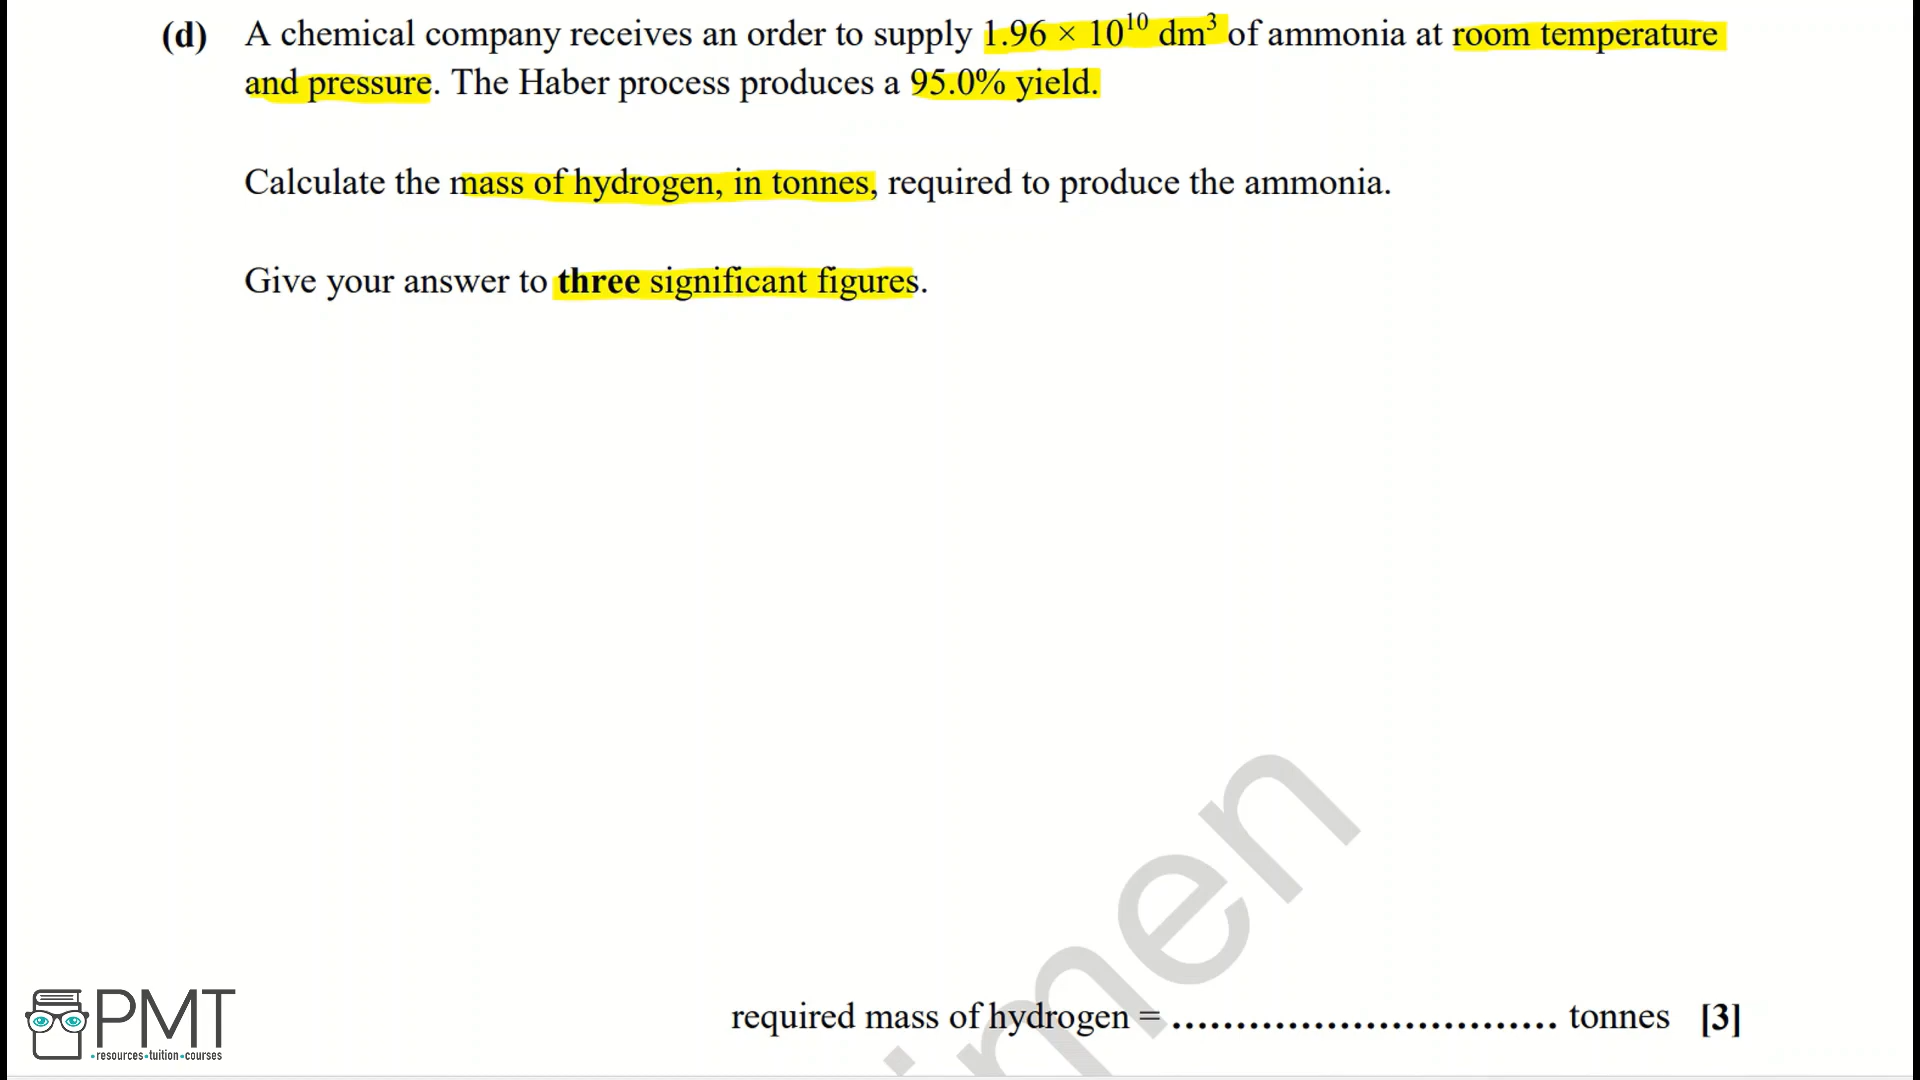 (d) A chemical company receives an order to supply 1.96 × 10¹⁰ dm³ of ammonia at room temperature
and pressure. The Haber process produces a 95.0% yield.
Calculate the mass of hydrogen, in tonnes, required to produce the ammonia.
Give your answer to three significant figures.
imen
required mass of hydrogen = .............................. tonnes [3]
PMT
•resources•tuition•courses